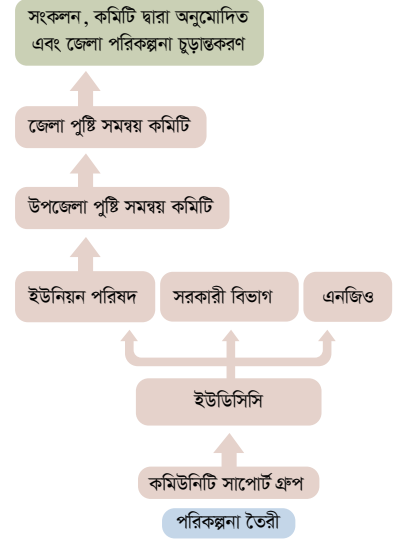 সংকলন, কমিটি দ্বারা অনুমোদিত
এবং জেলা পরিকল্পনা চূড়ান্তকরণ
জেলা পুষ্টি সমন্বয় কমিটি
উপজেলা পুষ্টি সমন্বয় কমিটি
ইউনিয়ন পরিষদ
সরকারী বিভাগ
এনজিও
ইউডিসিসি
কমিউনিটি সাপোর্ট গ্রুপ
পরিকল্পনা তৈরী